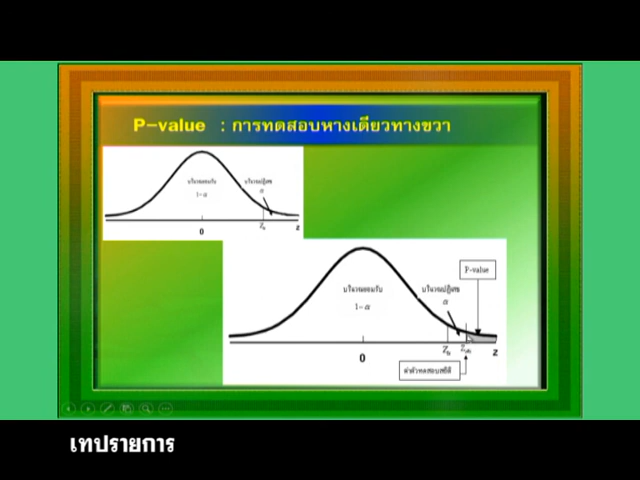 P-value : การทดสอบหางเดียวทางขวา
บริเวณยอมรับ
บริเวณปฏิเสธ
1-α
α
Zα
0
z
P-value
บริเวณยอมรับ
บริเวณปฏิเสธ
1-α
α
Zα
0
z
ค่าตัวทดสอบสถิติ
เทปรายการ